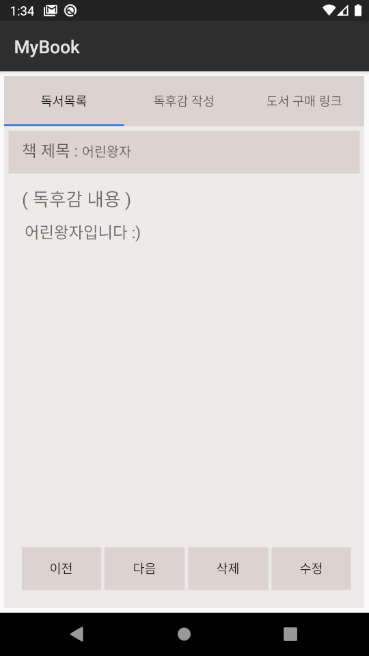 1:34
MyBook
독서목록 독후감 작성 도서 구매 링크
책 제목 : 어린왕자
( 독후감 내용 )
어린왕자입니다 :)
이전 다음 삭제 수정